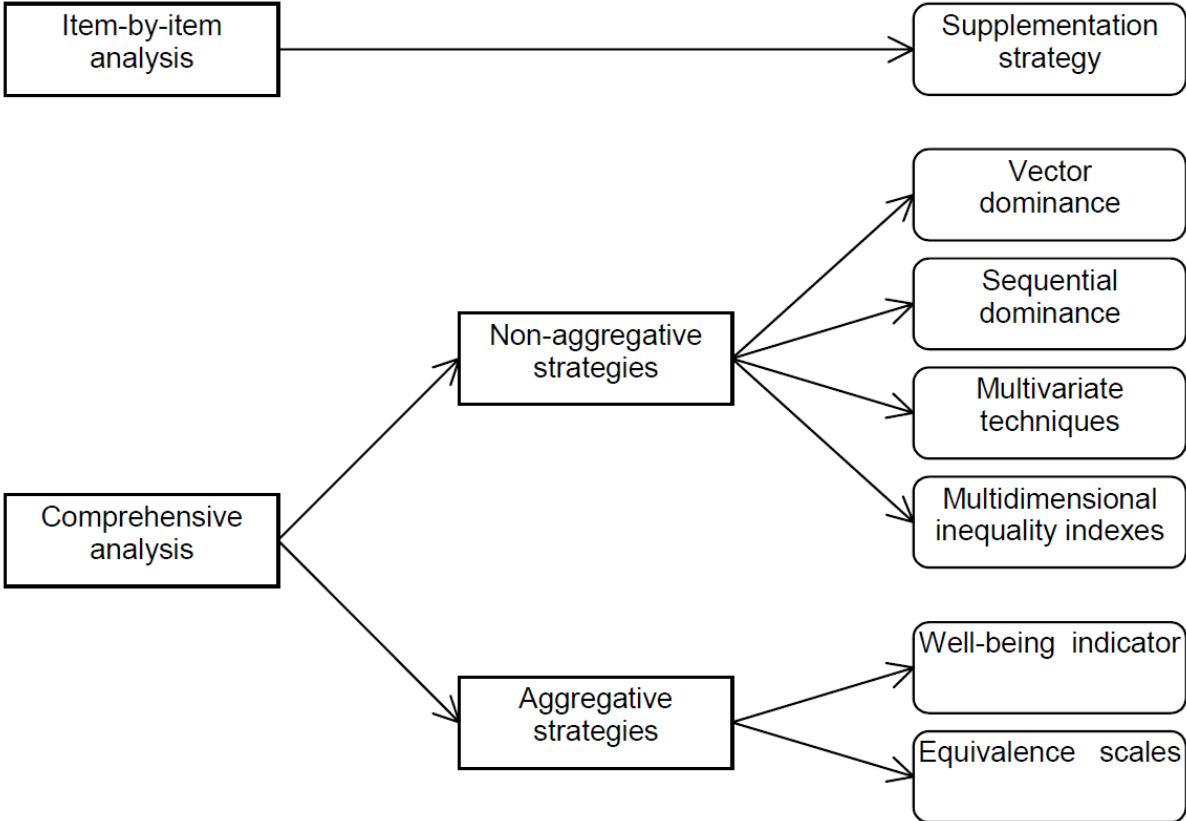 Item-by-item
analysis
Supplementation
strategy
Vector
dominance
Sequential
dominance
Non-aggregative
strategies
Multivariate
techniques
Multidimensional
inequality indexes
Comprehensive
analysis
Aggregative
strategies
Well-being indicator
Equivalence scales